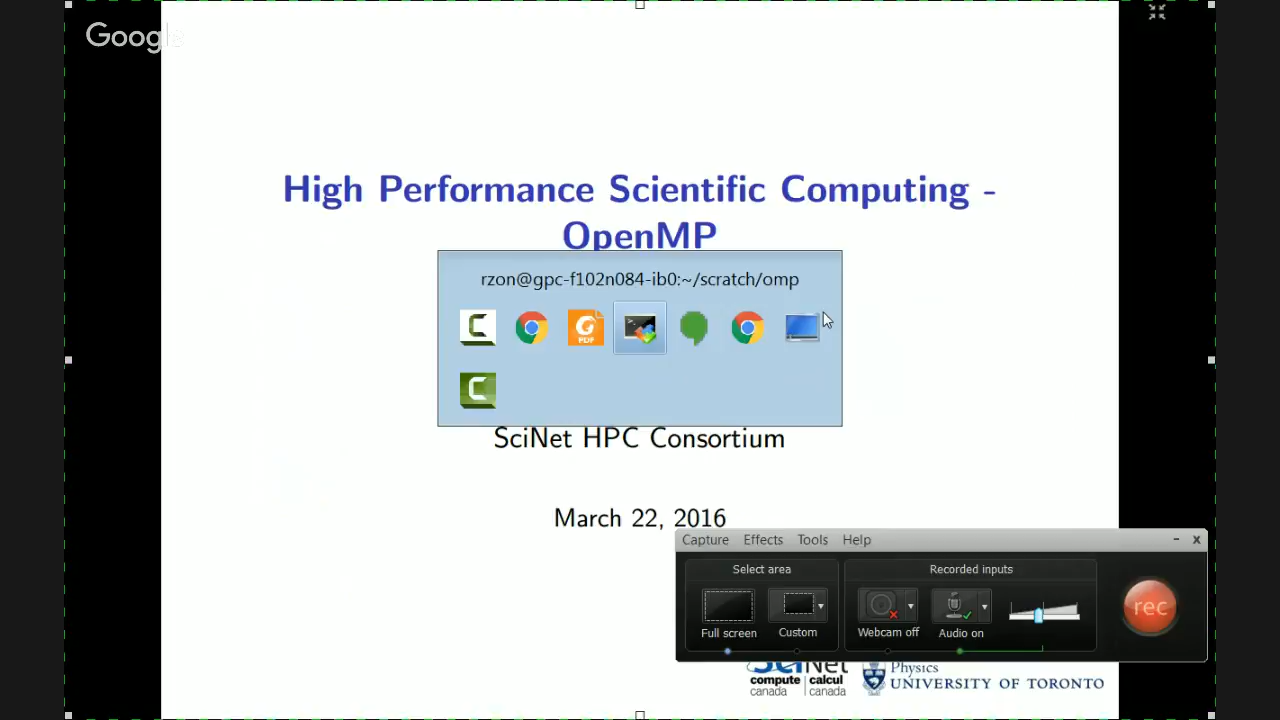 Google
High Performance Scientific Computing -
OpenMP
rzon@gpc-f102n084-ib0:~/scratch/omp
PDF
SciNet HPC Consortium
March 22, 2016
Capture Effects Tools Help
Select area
Recorded inputs
Full screen
Custom
Webcam off
Audio on
rec
SciNet
compute calcul
canada canada
Physics
UNIVERSITY OF TORONTO